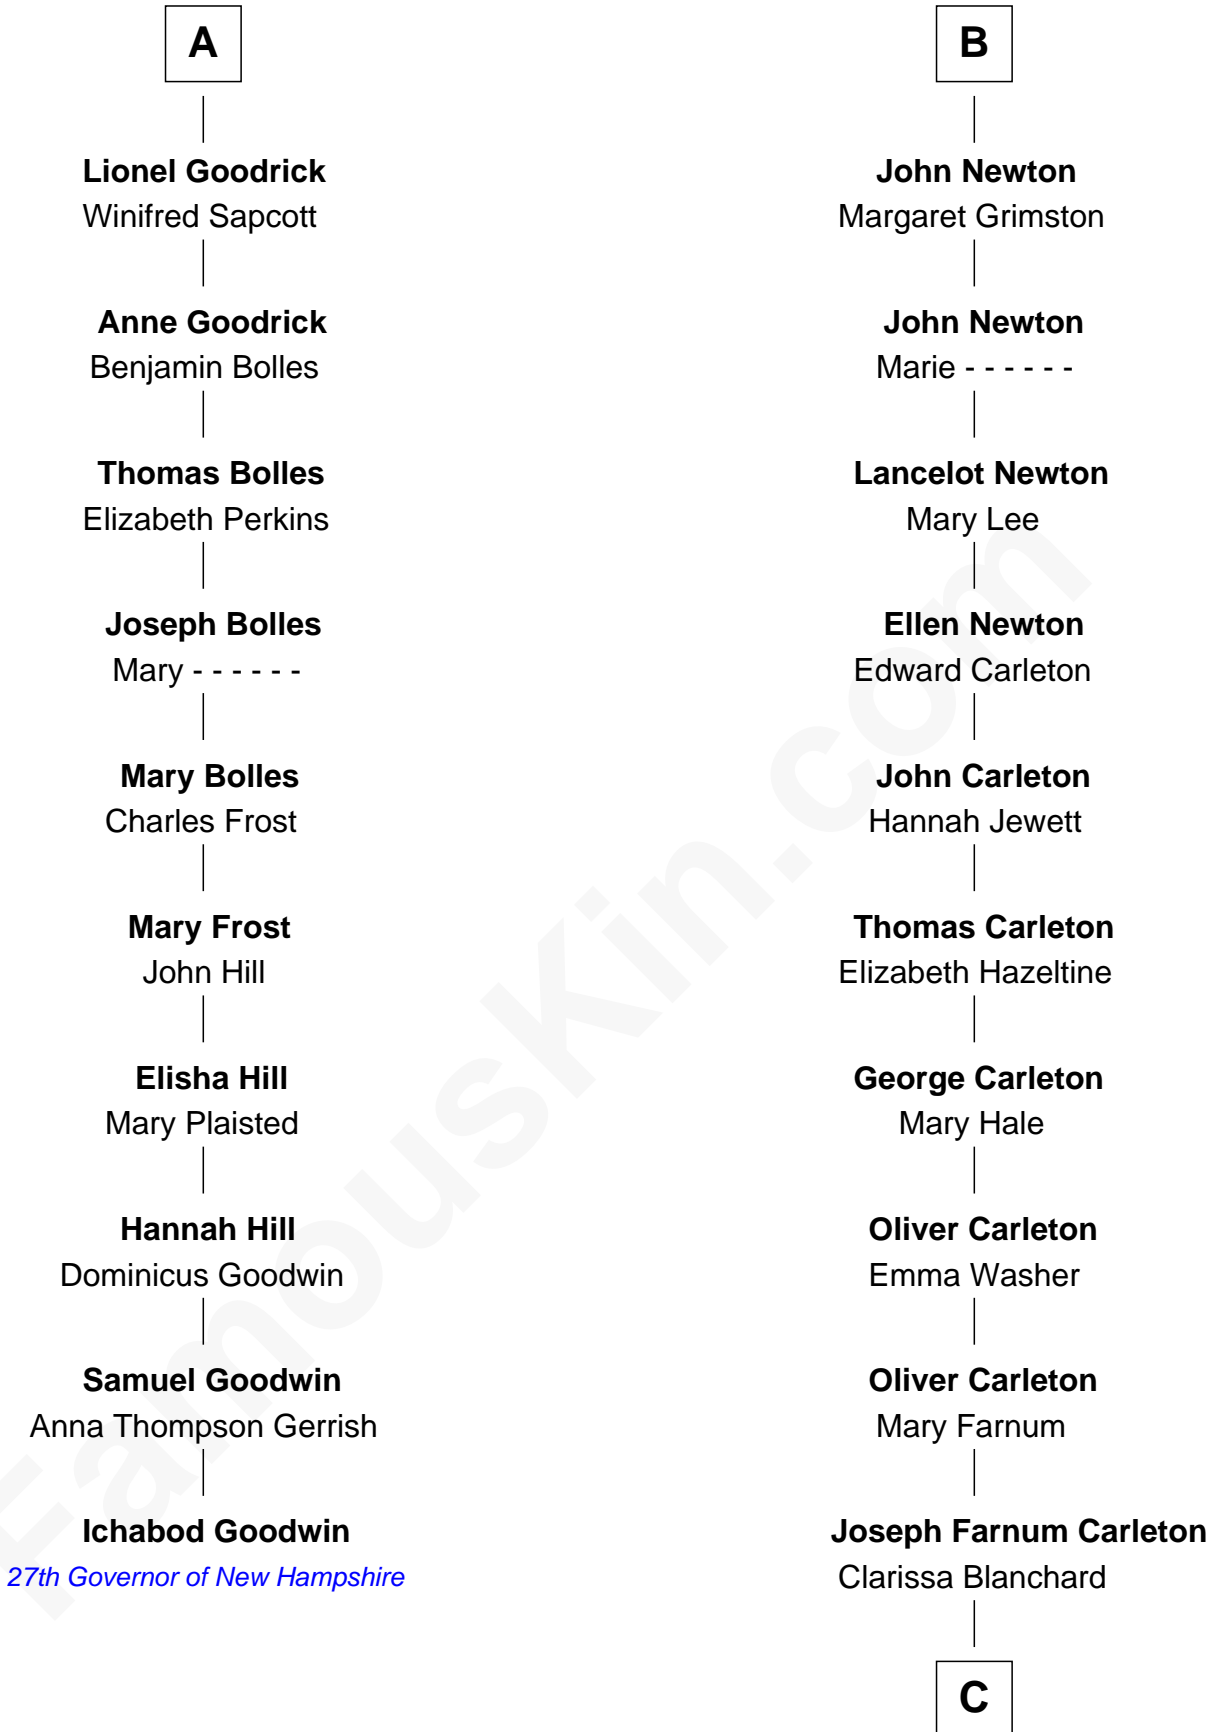 A
Lionel Goodrick
Winifred Sapcott
Anne Goodrick
Benjamin Bolles
Thomas Bolles
Elizabeth Perkins
Joseph Bolles
Mary - - - - - -
Mary Bolles
Charles Frost
Mary Frost
John Hill
Elisha Hill
Mary Plaisted
Hannah Hill
Dominicus Goodwin
Samuel Goodwin
Anna Thompson Gerrish
Ichabod Goodwin
27th Governor of New Hampshire
B
John Newton
Margaret Grimston
John Newton
Marie - - - - - -
Lancelot Newton
Mary Lee
Ellen Newton
Edward Carleton
John Carleton
Hannah Jewett
Thomas Carleton
Elizabeth Hazeltine
George Carleton
Mary Hale
Oliver Carleton
Emma Washer
Oliver Carleton
Mary Farnum
Joseph Farnum Carleton
Clarissa Blanchard
C
FamousKin.com